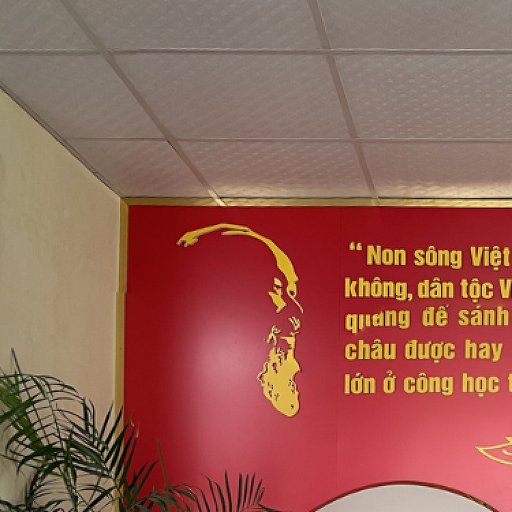 “ Non sông Việt
không, dân tộc V
quang để sánh
châu được hay
lớn ở công học t